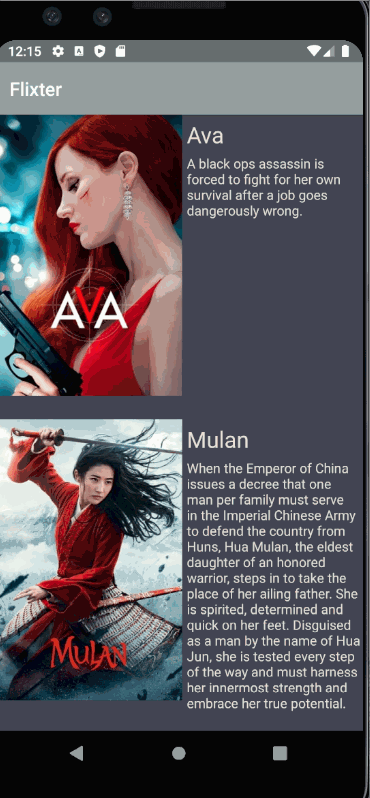 12:15
Flixter
Ava
A black ops assassin is
forced to fight for her own
survival after a job goes
dangerously wrong.
AVA
Mulan
When the Emperor of China
issues a decree that one
man per family must serve
in the Imperial Chinese Army
to defend the country from
Huns, Hua Mulan, the eldest
daughter of an honored
warrior, steps in to take the
place of her ailing father. She
is spirited, determined and
quick on her feet. Disguised
as a man by the name of Hua
Jun, she is tested every step
of the way and must harness
her innermost strength and
embrace her true potential.
MULAN